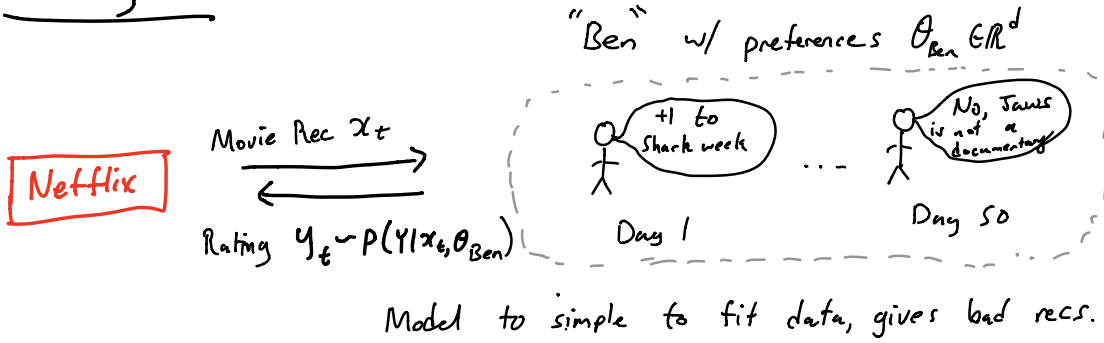 "Ben" w/ preferences θ_Ben ∈ ℝ^d
Movie Rec x_t
+1 to
Shark week
No, Jaws
is not a
documentary
Netfflix
...
Rating y_t ~ P(Y|x_t, θ_Ben)
Day 1
Day 50
Model to simple to fit data, gives bad recs.